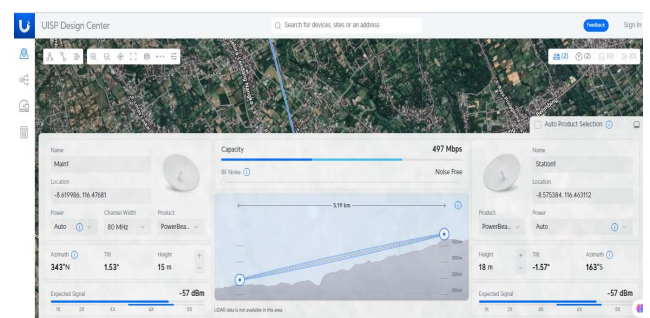 UISP Design Center
Search for devices, sites or an address
Feedback
Sign In
(2)
(2)
Auto Product Selection
Name
Main1
Location
-8.619986, 116.47681
Power
Channel Width
Product
Auto
80 MHz
PowerBea...
Azimuth
Tilt
Height
343°N
1.53°
15 m
Expected Signal
-57 dBm
1X 2X 4X 6X 8X
Capacity
497 Mbps
RF Noise
Noise Free
5.19 km
LIDAR data is not available in this area.
Name
Station1
Location
-8.575384, 116.463112
Product
Power
PowerBea...
Auto
Height
Tilt
Azimuth
18 m
-1.57°
163°S
Expected Signal
-57 dBm
1X 2X 4X 6X 8X